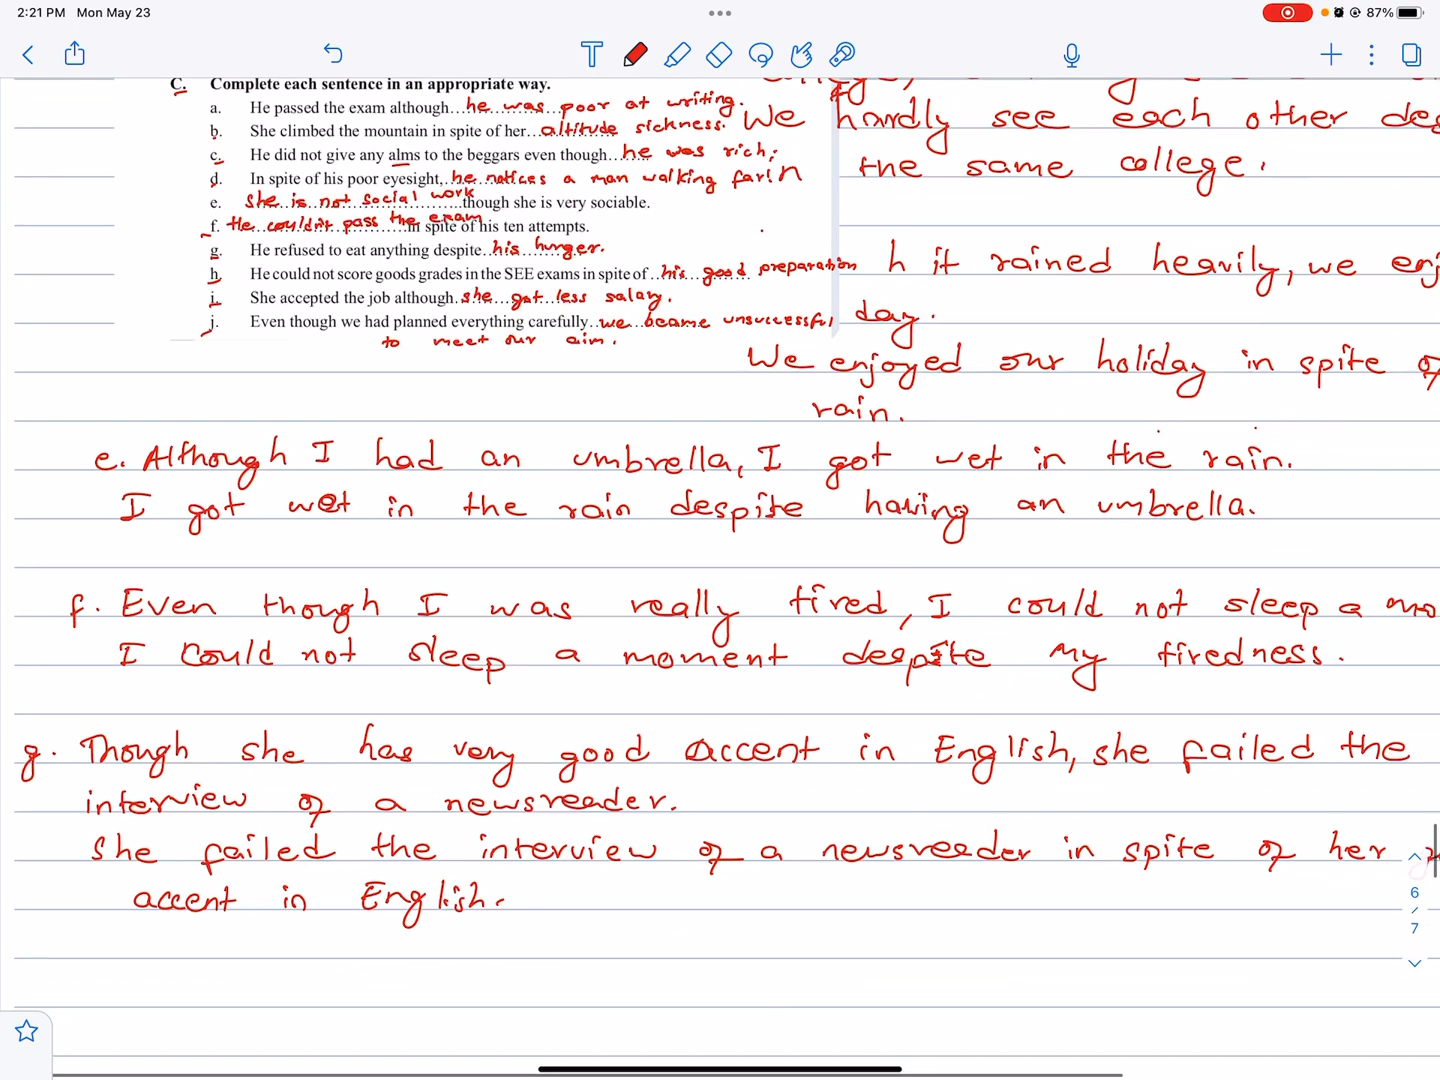 2:21 PM Mon May 23
87%
C. Complete each sentence in an appropriate way.
a. He passed the exam although...he was poor at writing.
b. She climbed the mountain in spite of her...altitude sickness.
c. He did not give any alms to the beggars even though...he was rich.
d. In spite of his poor eyesight,...he notices a man walking far in
e. She is not social work...though she is very sociable.
f. He couldn't pass the exam in spite of his ten attempts.
g. He refused to eat anything despite...his hunger.
h. He could not score goods grades in the SEE exams in spite of...his good preparation
i. She accepted the job although...she got less salary.
j. Even though we had planned everything carefully...we became unsuccessful
to meet our aim.
We hardly see each other des
the same college.
h it rained heavily, we enj
day.
We enjoyed our holiday in spite of
rain.
e. Although I had an umbrella, I got wet in the rain.
I got wet in the rain despite having an umbrella.
f. Even though I was really tired, I could not sleep a mo
I could not sleep a moment despite my tiredness.
g. Though she has very good accent in English, she failed the
interview of a newsreader.
She failed the interview of a newsreader in spite of her
accent in English.
6
/
7